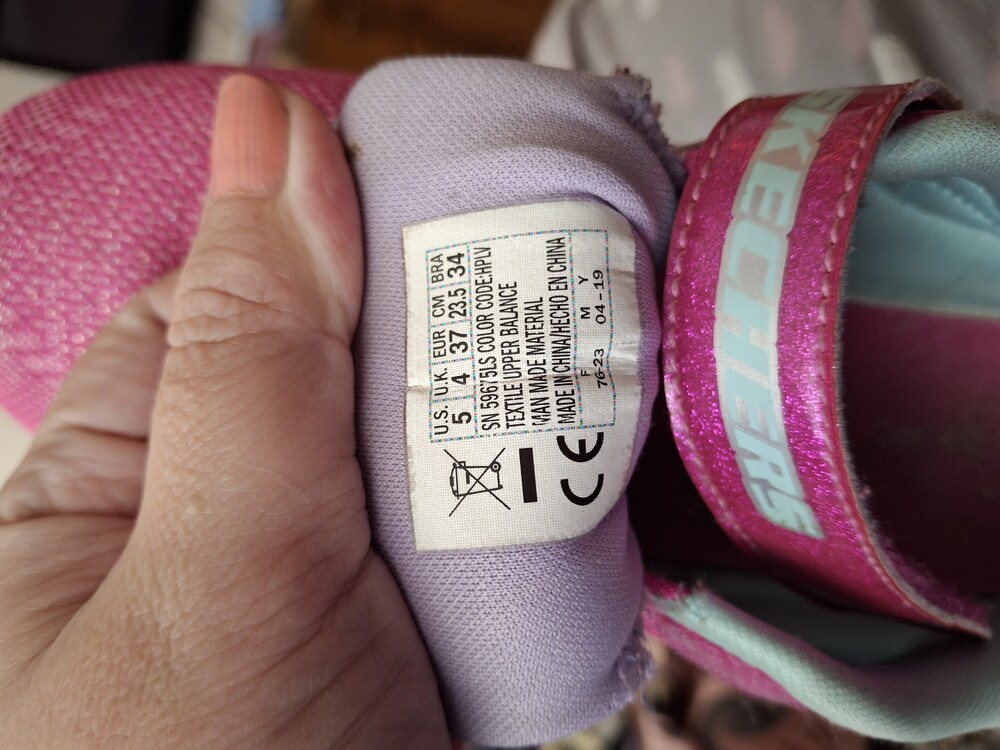 U.S. U.K. EUR CM BRA
5 4 37 23.5 34
SN 59675LS COLOR CODE:HPLV
TEXTILE UPPER BALANCE
MAN MADE MATERIAL
MADE IN CHINA/HECHO EN CHINA
F M Y
76-23 04-19
CE
SKECHERS